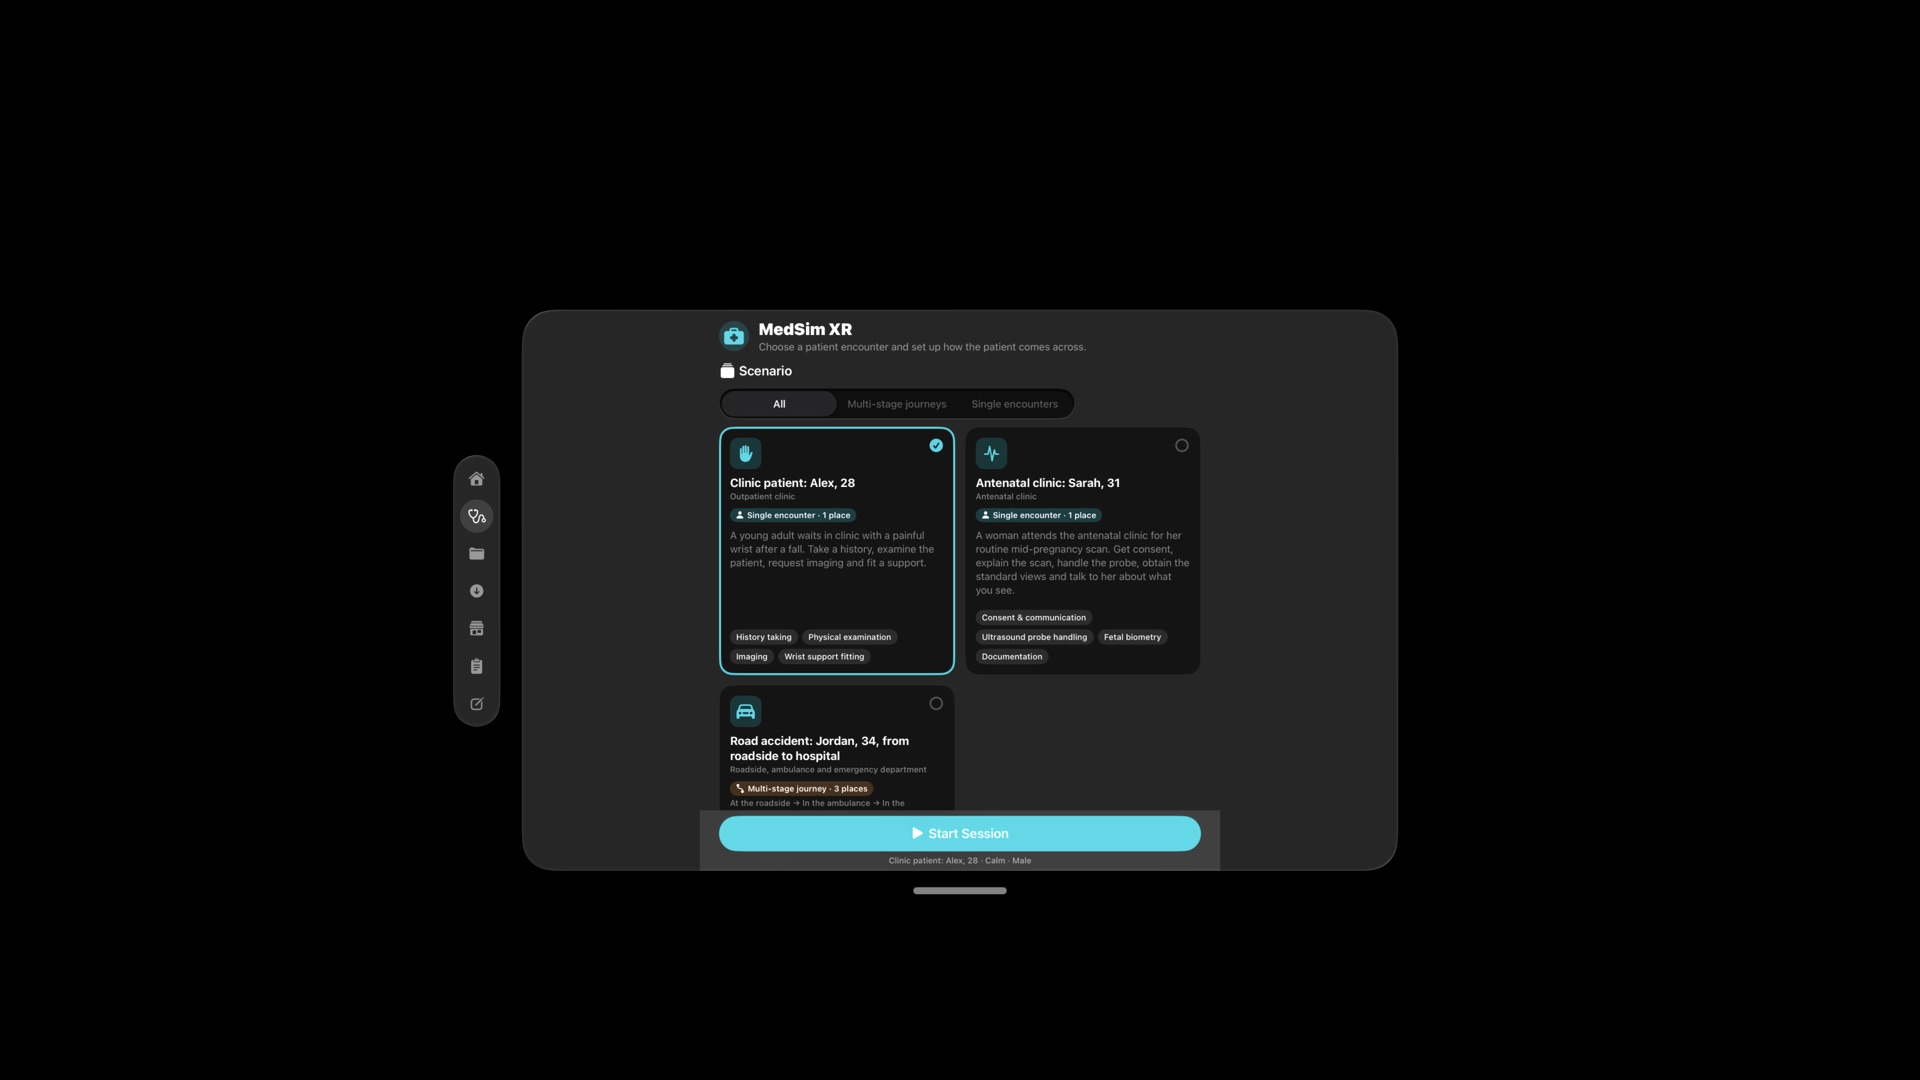 MedSim XR
Choose a patient encounter and set up how the patient comes across.
Scenario
All
Multi-stage journeys
Single encounters
Clinic patient: Alex, 28
Outpatient clinic
Single encounter · 1 place
A young adult waits in clinic with a painful
wrist after a fall. Take a history, examine the
patient, request imaging and fit a support.
History taking
Physical examination
Imaging
Wrist support fitting
Antenatal clinic: Sarah, 31
Antenatal clinic
Single encounter · 1 place
A woman attends the antenatal clinic for her
routine mid-pregnancy scan. Get consent,
explain the scan, handle the probe, obtain the
standard views and talk to her about what
you see.
Consent & communication
Ultrasound probe handling
Fetal biometry
Documentation
Road accident: Jordan, 34, from
roadside to hospital
Roadside, ambulance and emergency department
Multi-stage journey · 3 places
At the roadside → In the ambulance → In the
Start Session
Clinic patient: Alex, 28 · Calm · Male